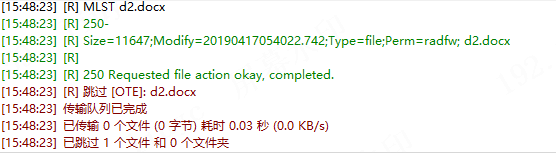 [15:48:23] [R] MLST d2.docx
[15:48:23] [R] 250-
[15:48:23] [R] Size=11647;Modify=20190417054022.742;Type=file;Perm=radfw; d2.docx
[15:48:23] [R]
[15:48:23] [R] 250 Requested file action okay, completed.
[15:48:23] [R] 跳过 [OTE]: d2.docx
[15:48:23] 传输队列已完成
[15:48:23] 已传输 0 个文件 (0 字节) 耗时 0.03 秒 (0.0 KB/s)
[15:48:23] 已跳过 1 个文件 和 0 个文件夹